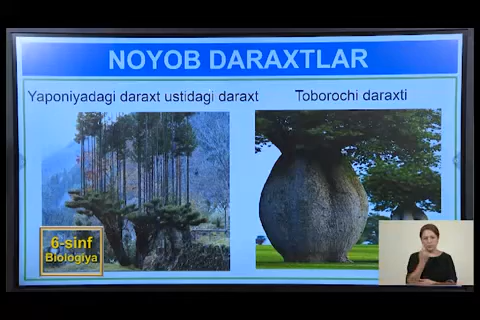 NOYOB DARAXTLAR
Yaponiyadagi daraxt ustidagi daraxt
Toborochi daraxti
6-sinf
Biologiya